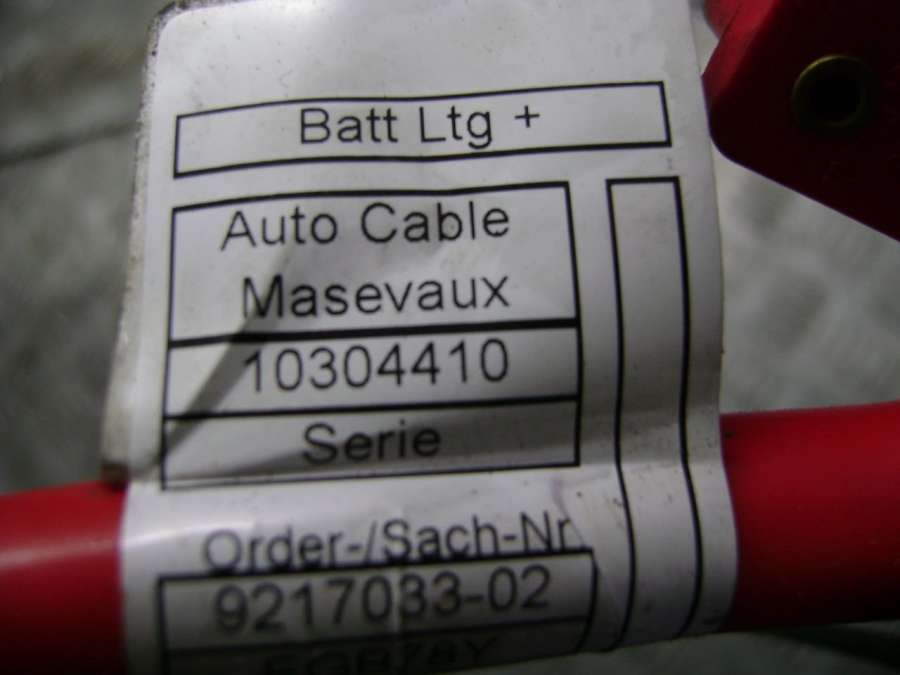 Batt Ltg +
Auto Cable
Masevaux
10304410
Serie
Order-/Sach-Nr
9217033-02